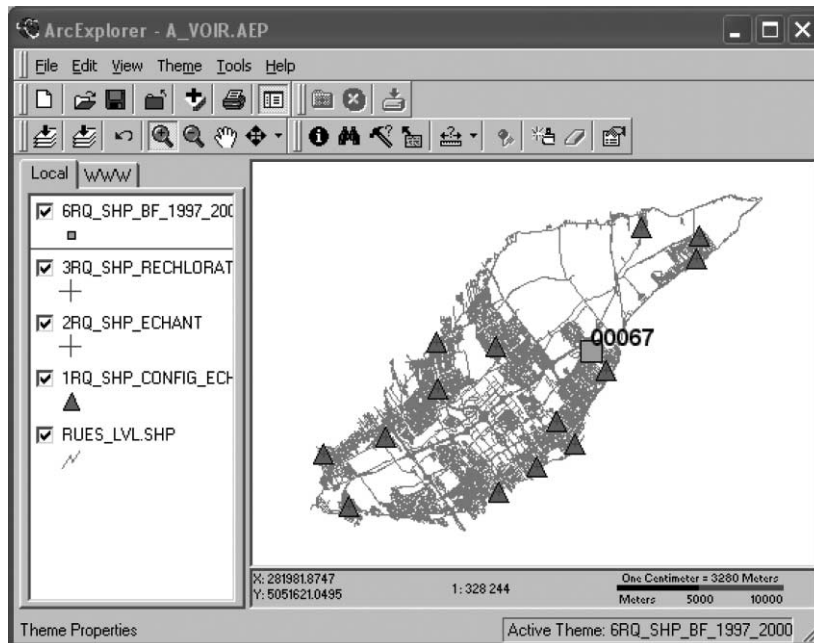 ArcExplorer - A_VOIR.AEP
File Edit View Theme Tools Help
Local WWW
6RQ_SHP_BF_1997_200
3RQ_SHP_RECHLORAT
2RQ_SHP_ECHANT
1RQ_SHP_CONFIG_ECH
RUES_LVL.SHP
00067
X: 281981.8747
Y: 5051621.0495
1: 328 244
One Centimeter = 3280 Meters
Meters 5000 10000
Theme Properties
Active Theme: 6RQ_SHP_BF_1997_2000